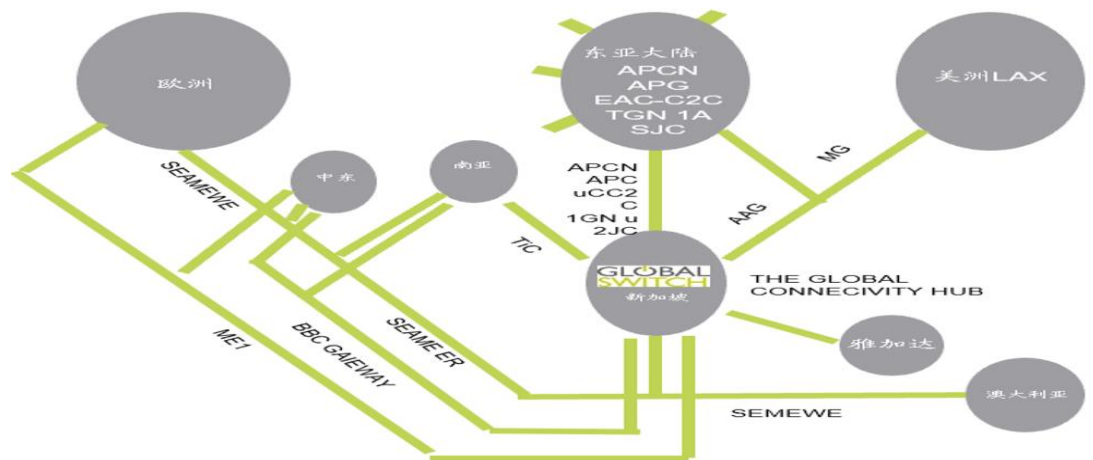 欧洲
东亚大陆
APCN
APG
EAC-C2C
TGN 1A
SJC
美洲LAX
中东
南亚
SEAMEWE
APCN
APC
uCC2
C
1GN u
2JC
MG
AAG
TiC
GLOBAL
SWITCH
新加坡
THE GLOBAL
CONNECIVITY HUB
雅加达
澳大利亚
ME1
BBC GAIEWAY
SEAME ER
SEMEWE